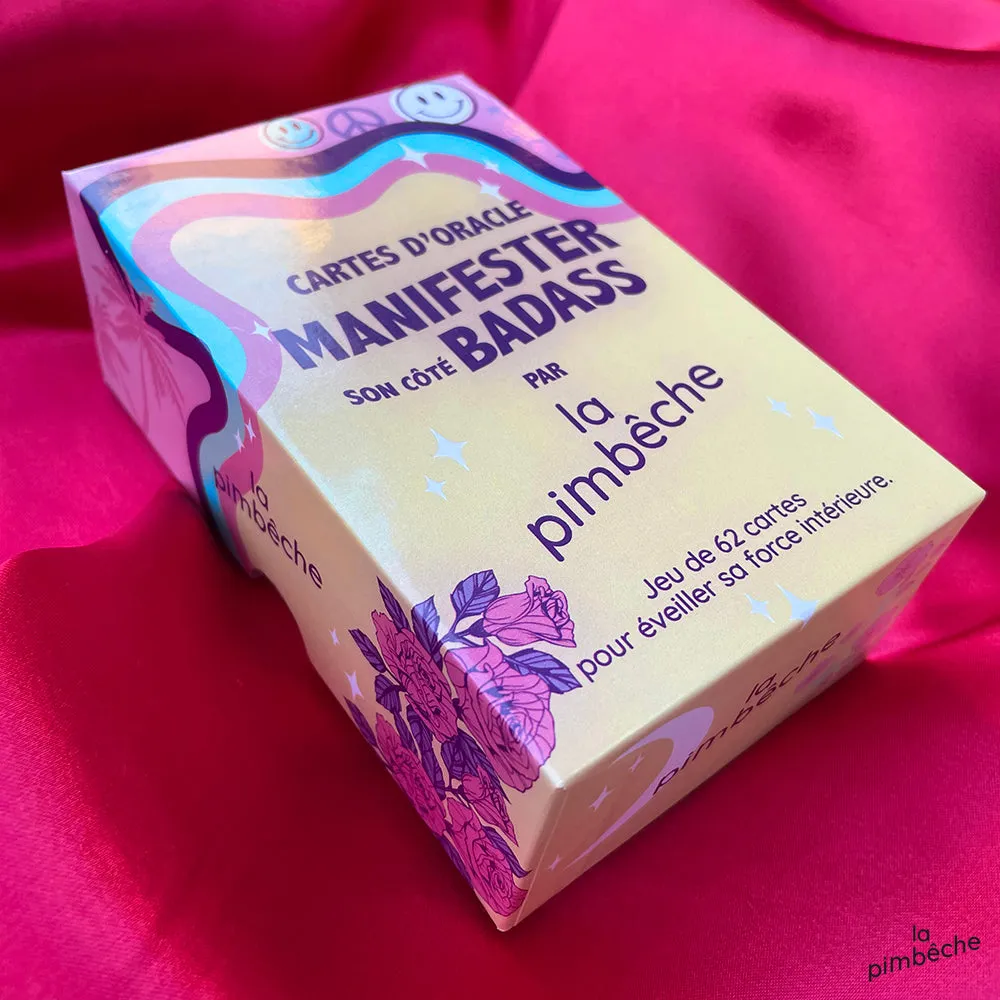 CARTES D'ORACLE
MANIFESTER
SON CÔTÉ BADASS
PAR
la
pimbêche
Jeu de 62 cartes
pour éveiller sa force intérieure.
la
pimbêche
la
pimbêche
la
pimbêche